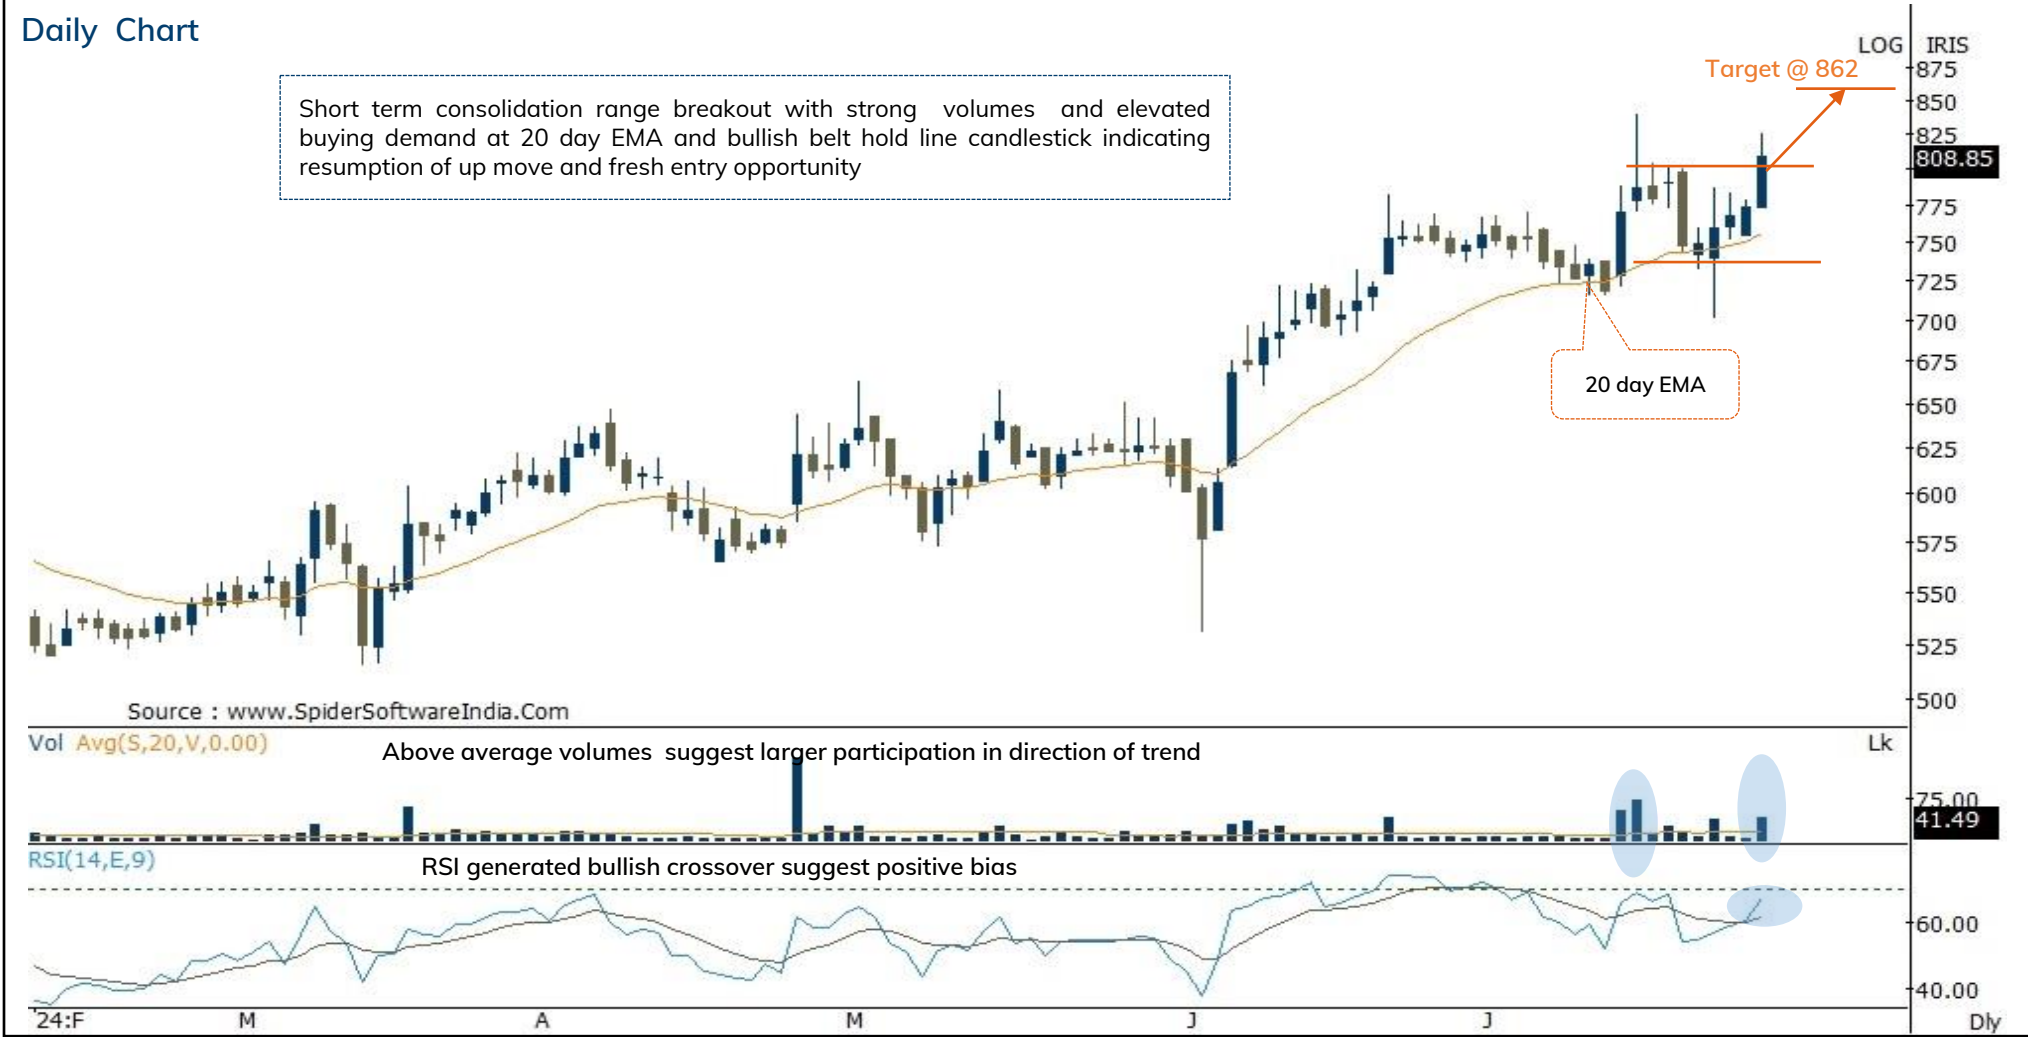 Daily Chart
LOG IRIS
Target @ 862
875
Short term consolidation range breakout with strong volumes and elevated
buying demand at 20 day EMA and bullish belt hold line candlestick indicating
resumption of up move and fresh entry opportunity
850
825
808.85
775
750
725
700
675
20 day EMA
650
625
600
575
550
525
500
Source : www.SpiderSoftwareIndia.Com
Vol Avg(S,20,V,0.00)
Above average volumes suggest larger participation in direction of trend
Lk
75.00
41.49
RSI(14,E,9)
RSI generated bullish crossover suggest positive bias
60.00
40.00
'24:F M A M J J Dly